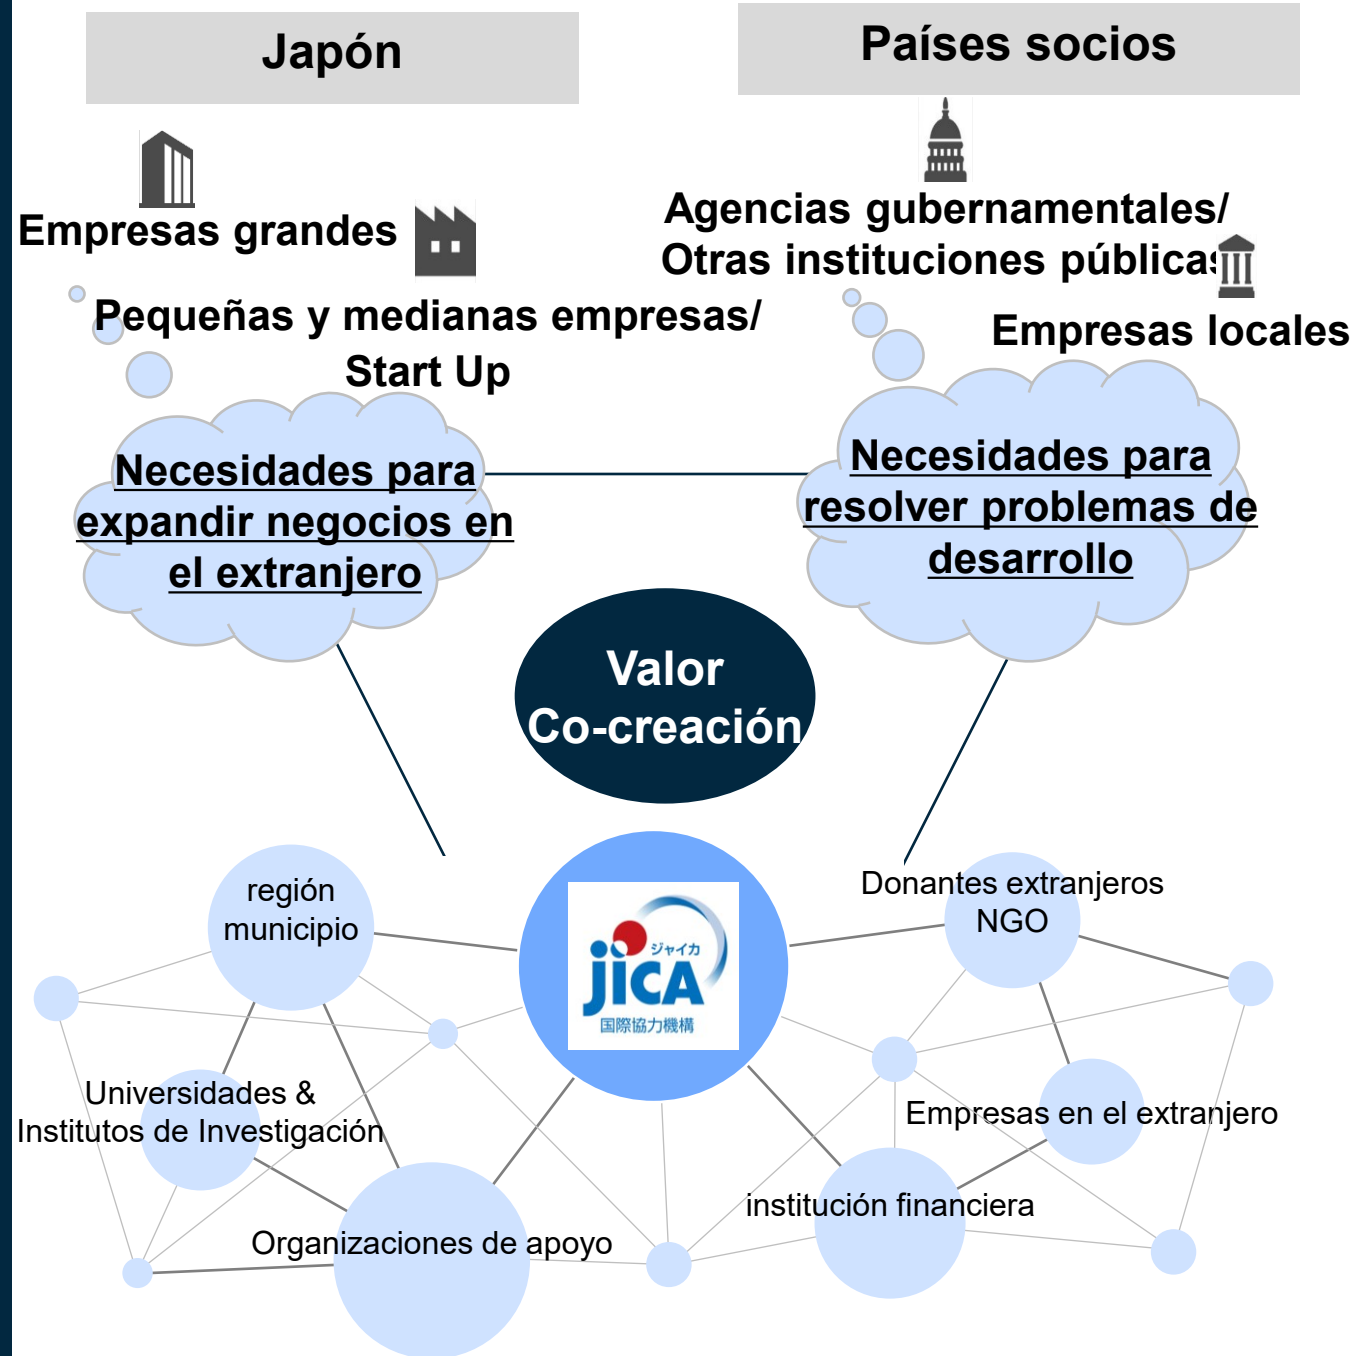 Japón
Países socios
Empresas grandes
Pequeñas y medianas empresas/
Start Up
Agencias gubernamentales/
Otras instituciones públicas
Empresas locales
Necesidades para
expandir negocios en
el extranjero
Necesidades para
resolver problemas de
desarrollo
Valor
Co-creación
región
municipio
ジャイカ
jICA
国際協力機構
Donantes extranjeros
NGO
Universidades &
Institutos de Investigación
Empresas en el extranjero
institución financiera
Organizaciones de apoyo